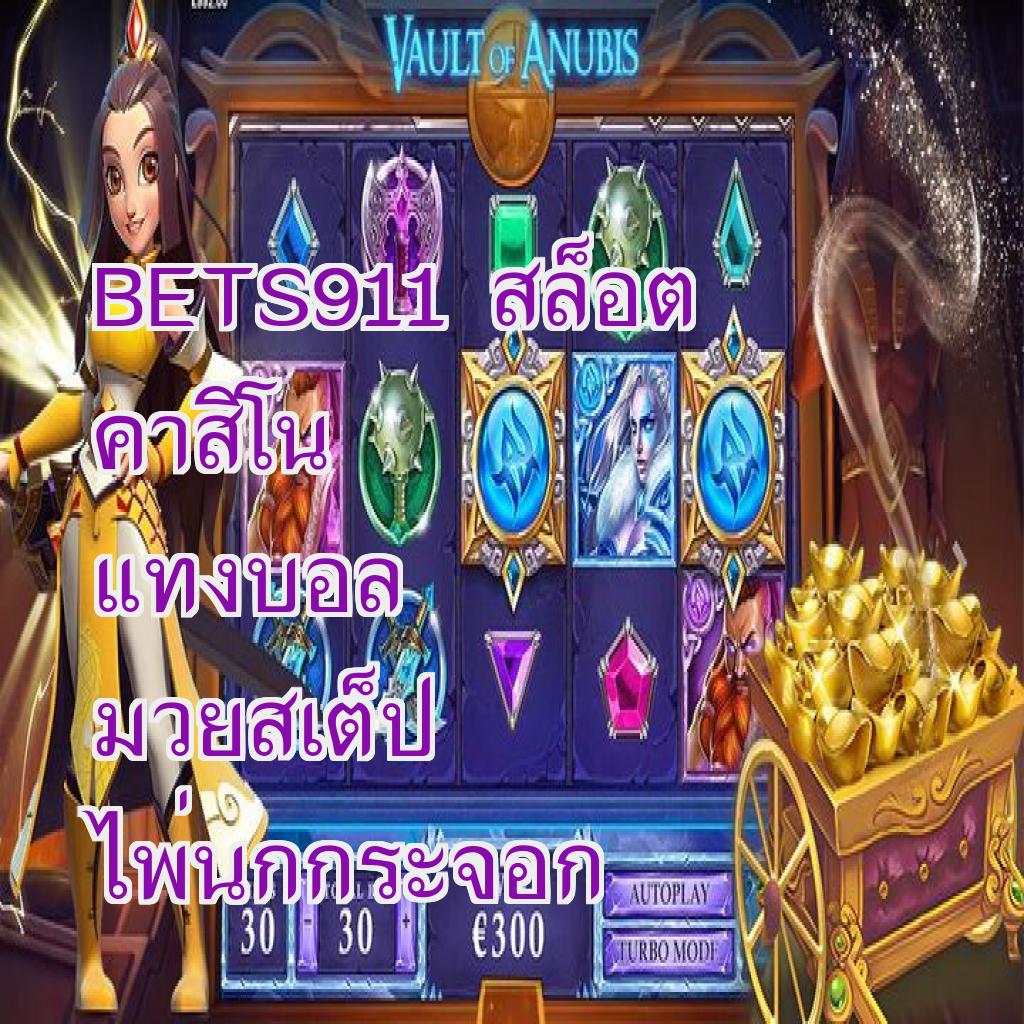 VAULT OF ANUBIS
BETS911 สล็อต
คาสิโน
แทงบอล
มวยสเต็ป
ไพ่นกกระจอก
30
-
30
+
€300
AUTOPLAY
TURBO MODE